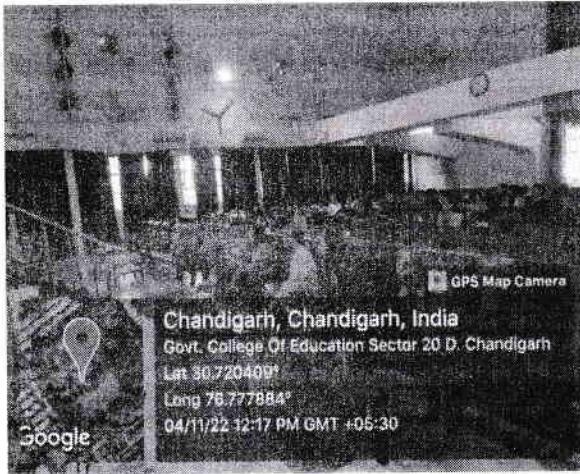 GPS Map Camera
Chandigarh, Chandigarh, India
Govt. College Of Education Sector 20 D. Chandigarh
Lat 30.720409°
Long 76.777884°
04/11/22 12:17 PM GMT +05:30
Google